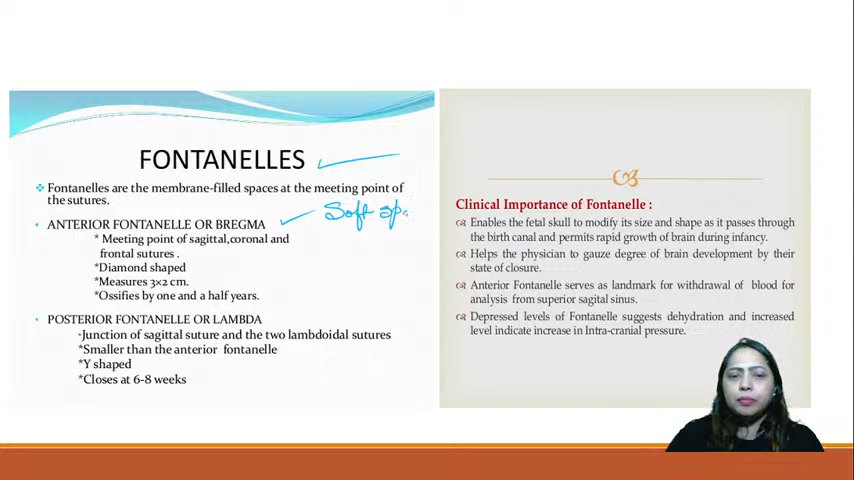 FONTANELLES
Fontanelles are the membrane-filled spaces at the meeting point of
the sutures.
ANTERIOR FONTANELLE OR BREGMA
Soft sp
* Meeting point of sagittal,coronal and
frontal sutures .
*Diamond shaped
*Measures 3×2 cm.
*Ossifies by one and a half years.
POSTERIOR FONTANELLE OR LAMBDA
*Junction of sagittal suture and the two lambdoidal sutures
*Smaller than the anterior fontanelle
*Y shaped
*Closes at 6-8 weeks
Clinical Importance of Fontanelle :
Enables the fetal skull to modify its size and shape as it passes through
the birth canal and permits rapid growth of brain during infancy.
Helps the physician to gauze degree of brain development by their
state of closure.
Anterior Fontanelle serves as landmark for withdrawal of blood for
analysis from superior sagital sinus.
Depressed levels of Fontanelle suggests dehydration and increased
level indicate increase in Intra-cranial pressure.